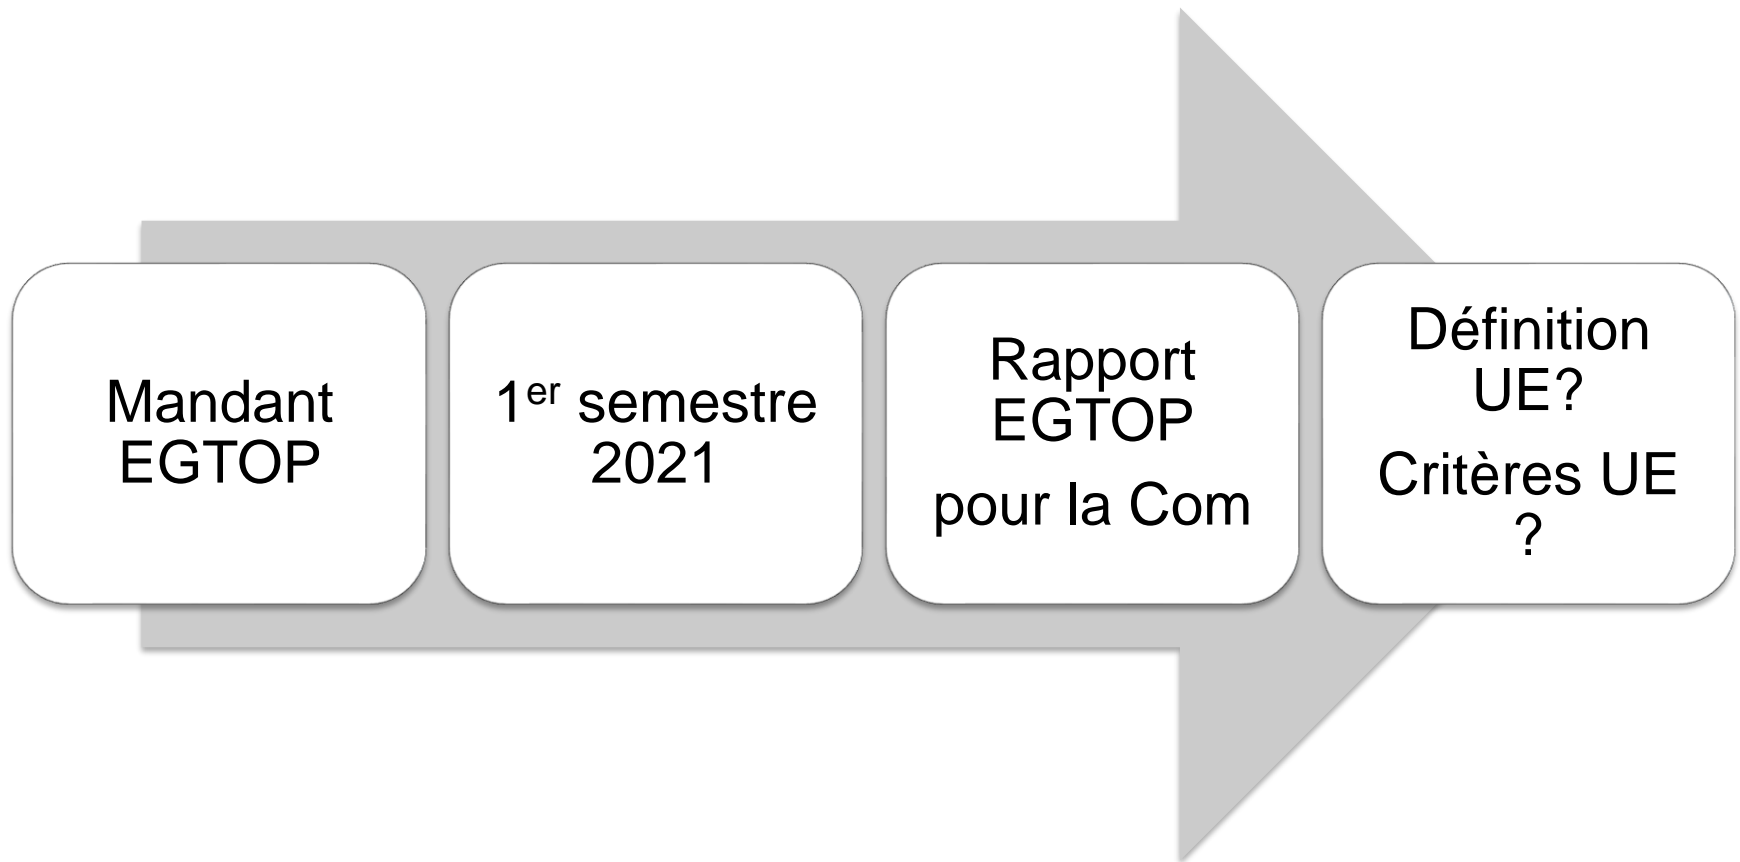 Mandant
EGTOP
1er semestre
2021
Rapport
EGTOP
pour la Com
Définition
UE?
Critères UE
?